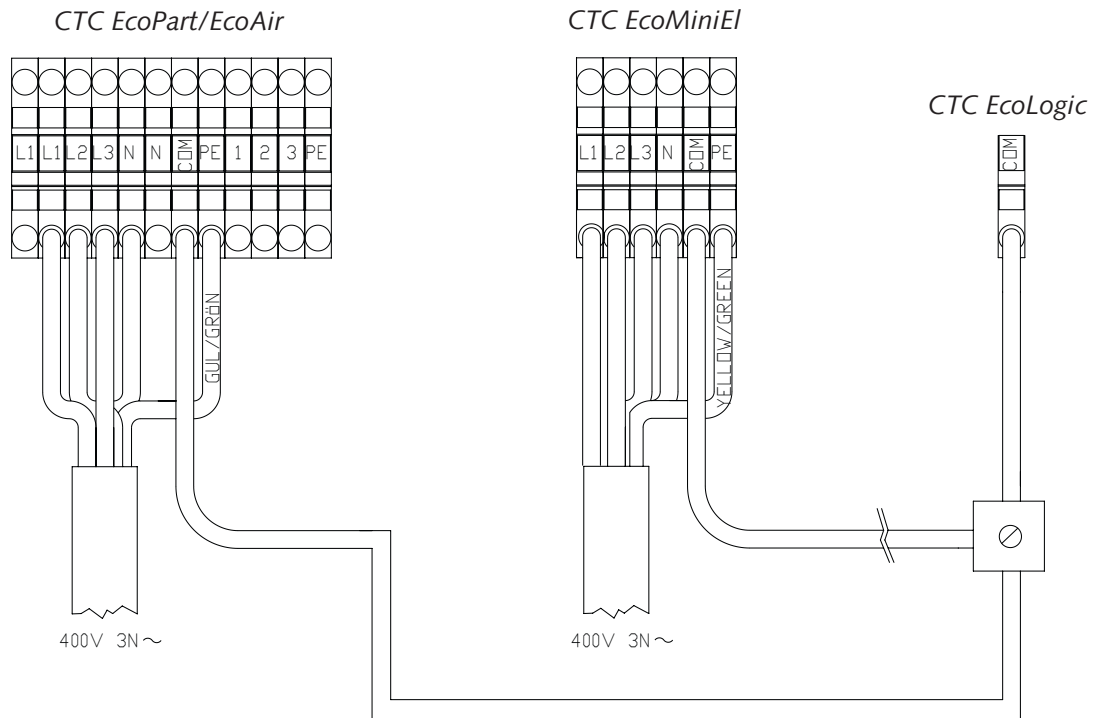 CTC EcoPart/EcoAir
CTC EcoMiniEl
CTC EcoLogic
L1 L1 L2 L3 N N COM PE 1 2 3 PE
L1 L2 L3 N COM PE
COM
GUL/GRÖN
YELLOW/GREEN
400V 3N~
400V 3N~